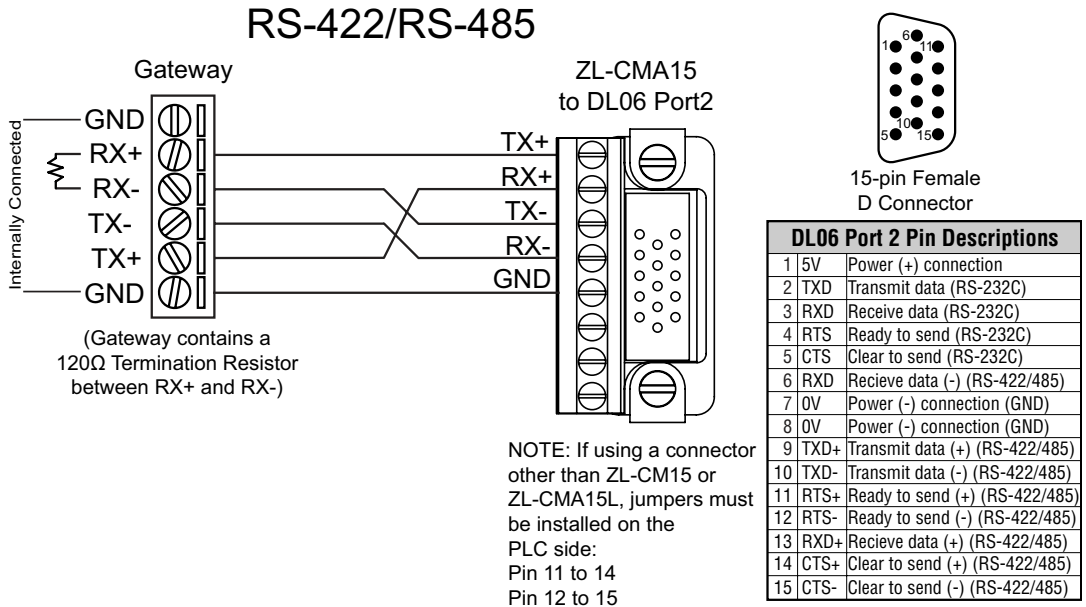 RS-422/RS-485
Gateway
Internally Connected
GND
RX+
RX-
TX-
TX+
GND
(Gateway contains a
120Ω Termination Resistor
between RX+ and RX-)
ZL-CMA15
to DL06 Port2
TX+
RX+
TX-
RX-
GND
NOTE: If using a connector
other than ZL-CM15 or
ZL-CMA15L, jumpers must
be installed on the
PLC side:
Pin 11 to 14
Pin 12 to 15
6
1 11
10
5 15
15-pin Female
D Connector
DL06 Port 2 Pin Descriptions
1 5V Power (+) connection
2 TXD Transmit data (RS-232C)
3 RXD Receive data (RS-232C)
4 RTS Ready to send (RS-232C)
5 CTS Clear to send (RS-232C)
6 RXD Recieve data (-) (RS-422/485)
7 0V Power (-) connection (GND)
8 0V Power (-) connection (GND)
9 TXD+ Transmit data (+) (RS-422/485)
10 TXD- Transmit data (-) (RS-422/485)
11 RTS+ Ready to send (+) (RS-422/485)
12 RTS- Ready to send (-) (RS-422/485)
13 RXD+ Recieve data (+) (RS-422/485)
14 CTS+ Clear to send (+) (RS-422/485)
15 CTS- Clear to send (-) (RS-422/485)